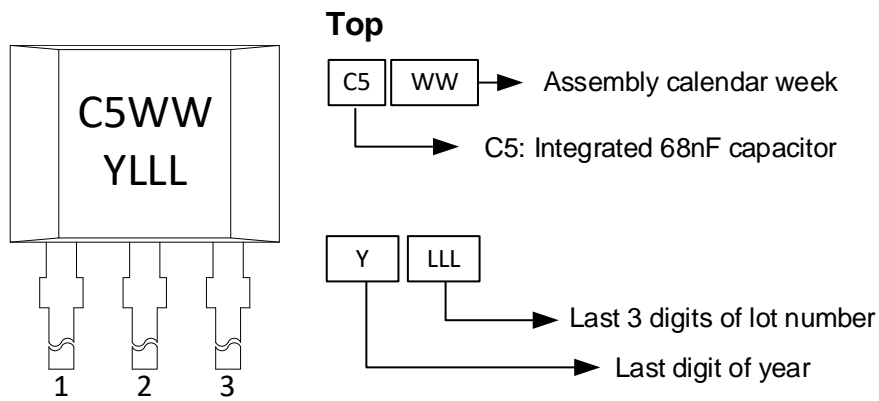 Top
C5WW
YLLL
1 2 3
C5 WW Assembly calendar week
C5: Integrated 68nF capacitor
Y LLL
Last 3 digits of lot number
Last digit of year